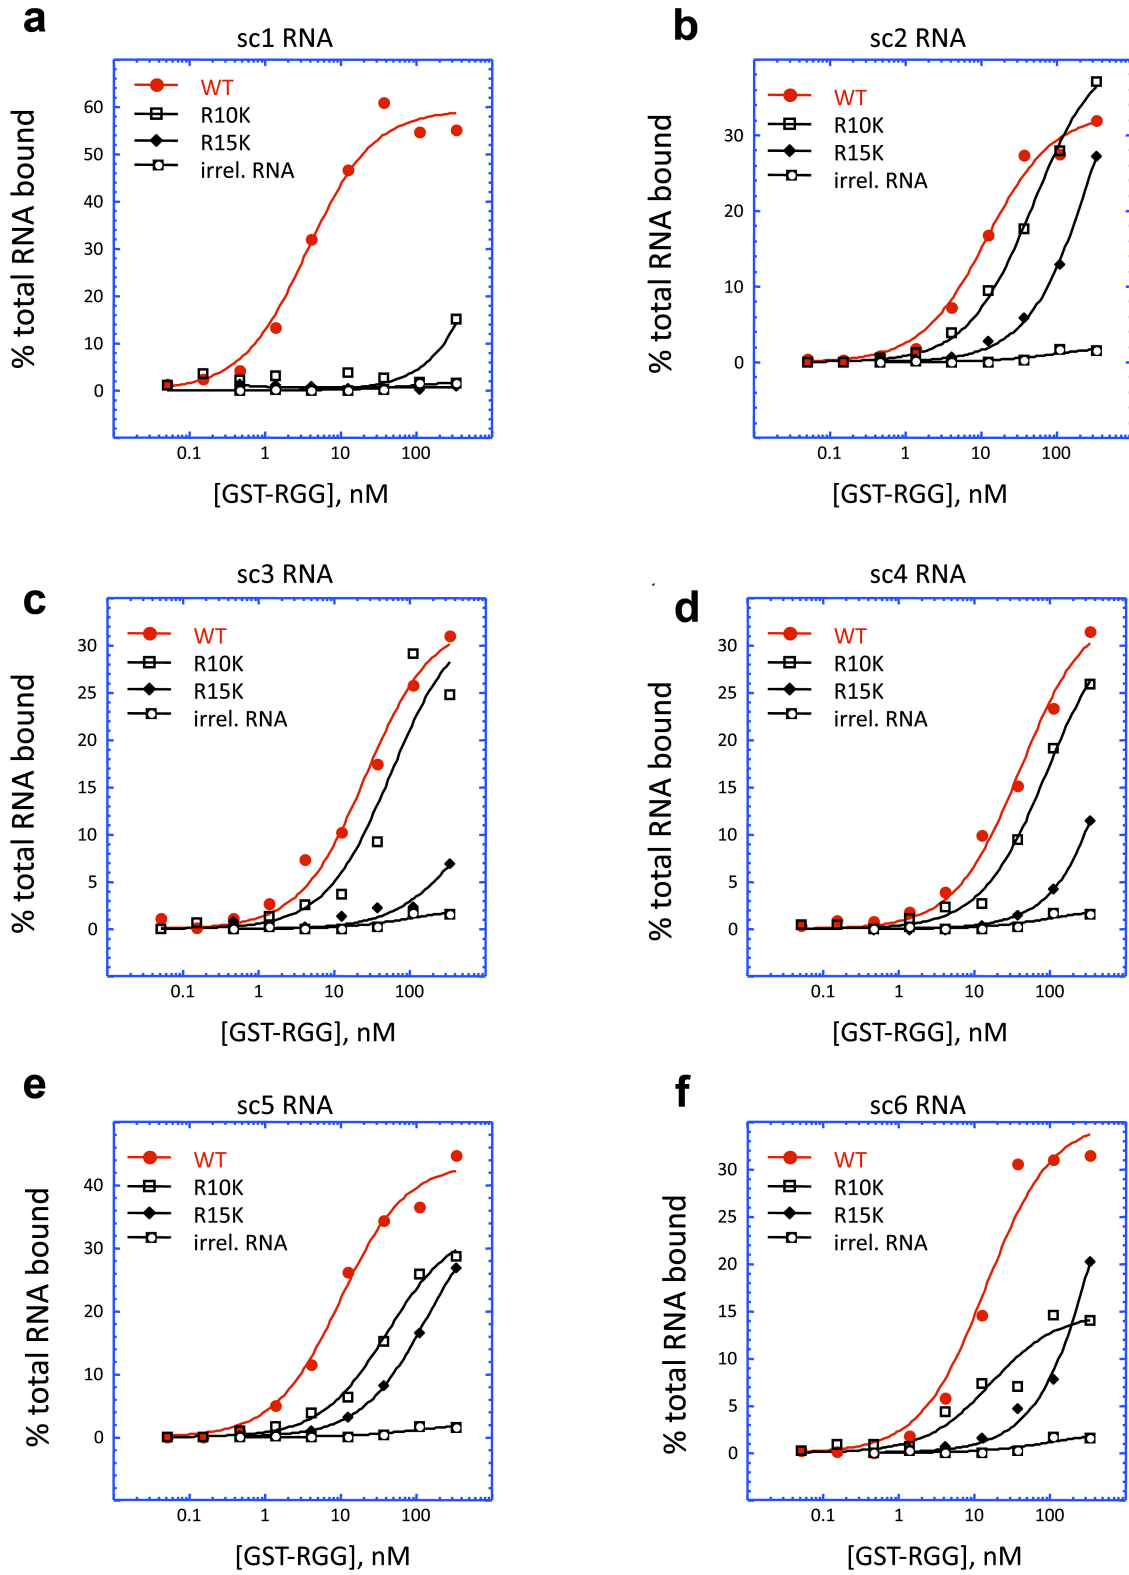 a
sc1 RNA
WT
R10K
R15K
irrel. RNA
% total RNA bound
60
50
40
30
20
10
0
0.1 1 10 100
[GST-RGG], nM
b
sc2 RNA
WT
R10K
R15K
irrel. RNA
% total RNA bound
30
20
10
0
0.1 1 10 100
[GST-RGG], nM
c
sc3 RNA
WT
R10K
R15K
irrel. RNA
% total RNA bound
30
25
20
15
10
5
0
0.1 1 10 100
[GST-RGG], nM
d
sc4 RNA
WT
R10K
R15K
irrel. RNA
% total RNA bound
30
25
20
15
10
5
0
0.1 1 10 100
[GST-RGG], nM
e
sc5 RNA
WT
R10K
R15K
irrel. RNA
% total RNA bound
40
30
20
10
0
0.1 1 10 100
[GST-RGG], nM
f
sc6 RNA
WT
R10K
R15K
irrel. RNA
% total RNA bound
30
25
20
15
10
5
0
0.1 1 10 100
[GST-RGG], nM